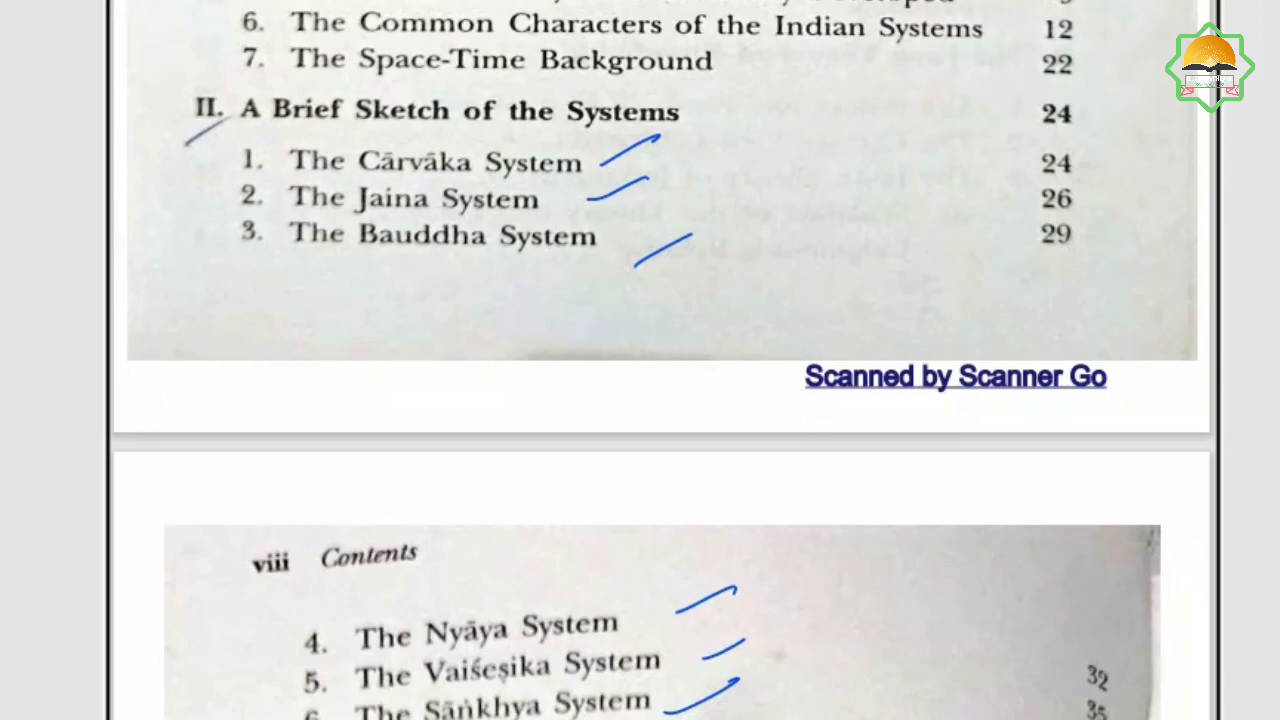 6. The Common Characters of the Indian Systems 12
7. The Space-Time Background 22
II. A Brief Sketch of the Systems 24
1. The Cārvāka System 24
2. The Jaina System 26
3. The Bauddha System 29
Scanned by Scanner Go
viii Contents
4. The Nyāya System
5. The Vaiśeṣika System 32
6. The Sāṅkhya System 35